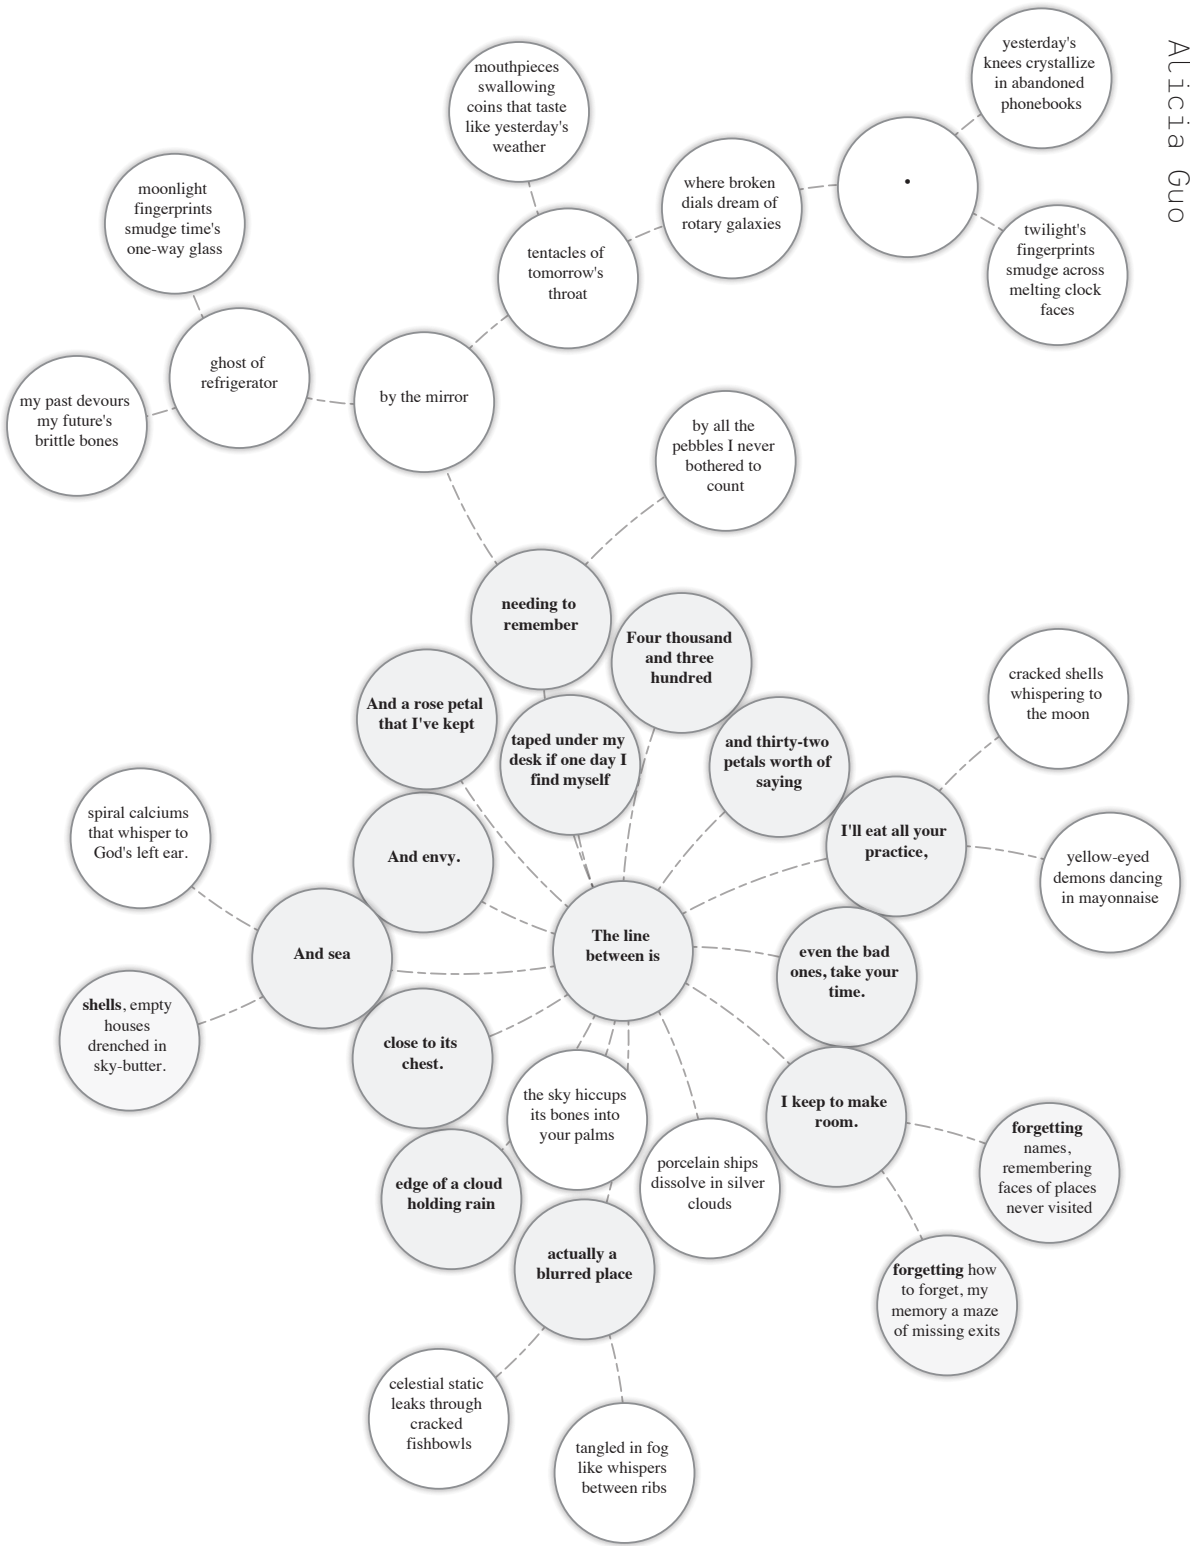 Alicia Guo
yesterday's
knees crystallize
in abandoned
phonebooks
mouthpieces
swallowing
coins that taste
like yesterday's
weather
where broken
dials dream of
rotary galaxies
.
moonlight
fingerprints
smudge time's
one-way glass
tentacles of
tomorrow's
throat
twilight's
fingerprints
smudge across
melting clock
faces
ghost of
refrigerator
by the mirror
my past devours
my future's
brittle bones
by all the
pebbles I never
bothered to
count
needing to
remember
Four thousand
and three
hundred
And a rose petal
that I've kept
taped under my
desk if one day I
find myself
and thirty-two
petals worth of
saying
cracked shells
whispering to
the moon
spiral calciums
that whisper to
God's left ear.
And envy.
I'll eat all your
practice,
yellow-eyed
demons dancing
in mayonnaise
And sea
The line
between is
even the bad
ones, take your
time.
shells, empty
houses
drenched in
sky-butter.
close to its
chest.
the sky hiccups
its bones into
your palms
I keep to make
room.
forgetting
names,
remembering
faces of places
never visited
edge of a cloud
holding rain
porcelain ships
dissolve in silver
clouds
actually a
blurred place
forgetting how
to forget, my
memory a maze
of missing exits
celestial static
leaks through
cracked
fishbowls
tangled in fog
like whispers
between ribs